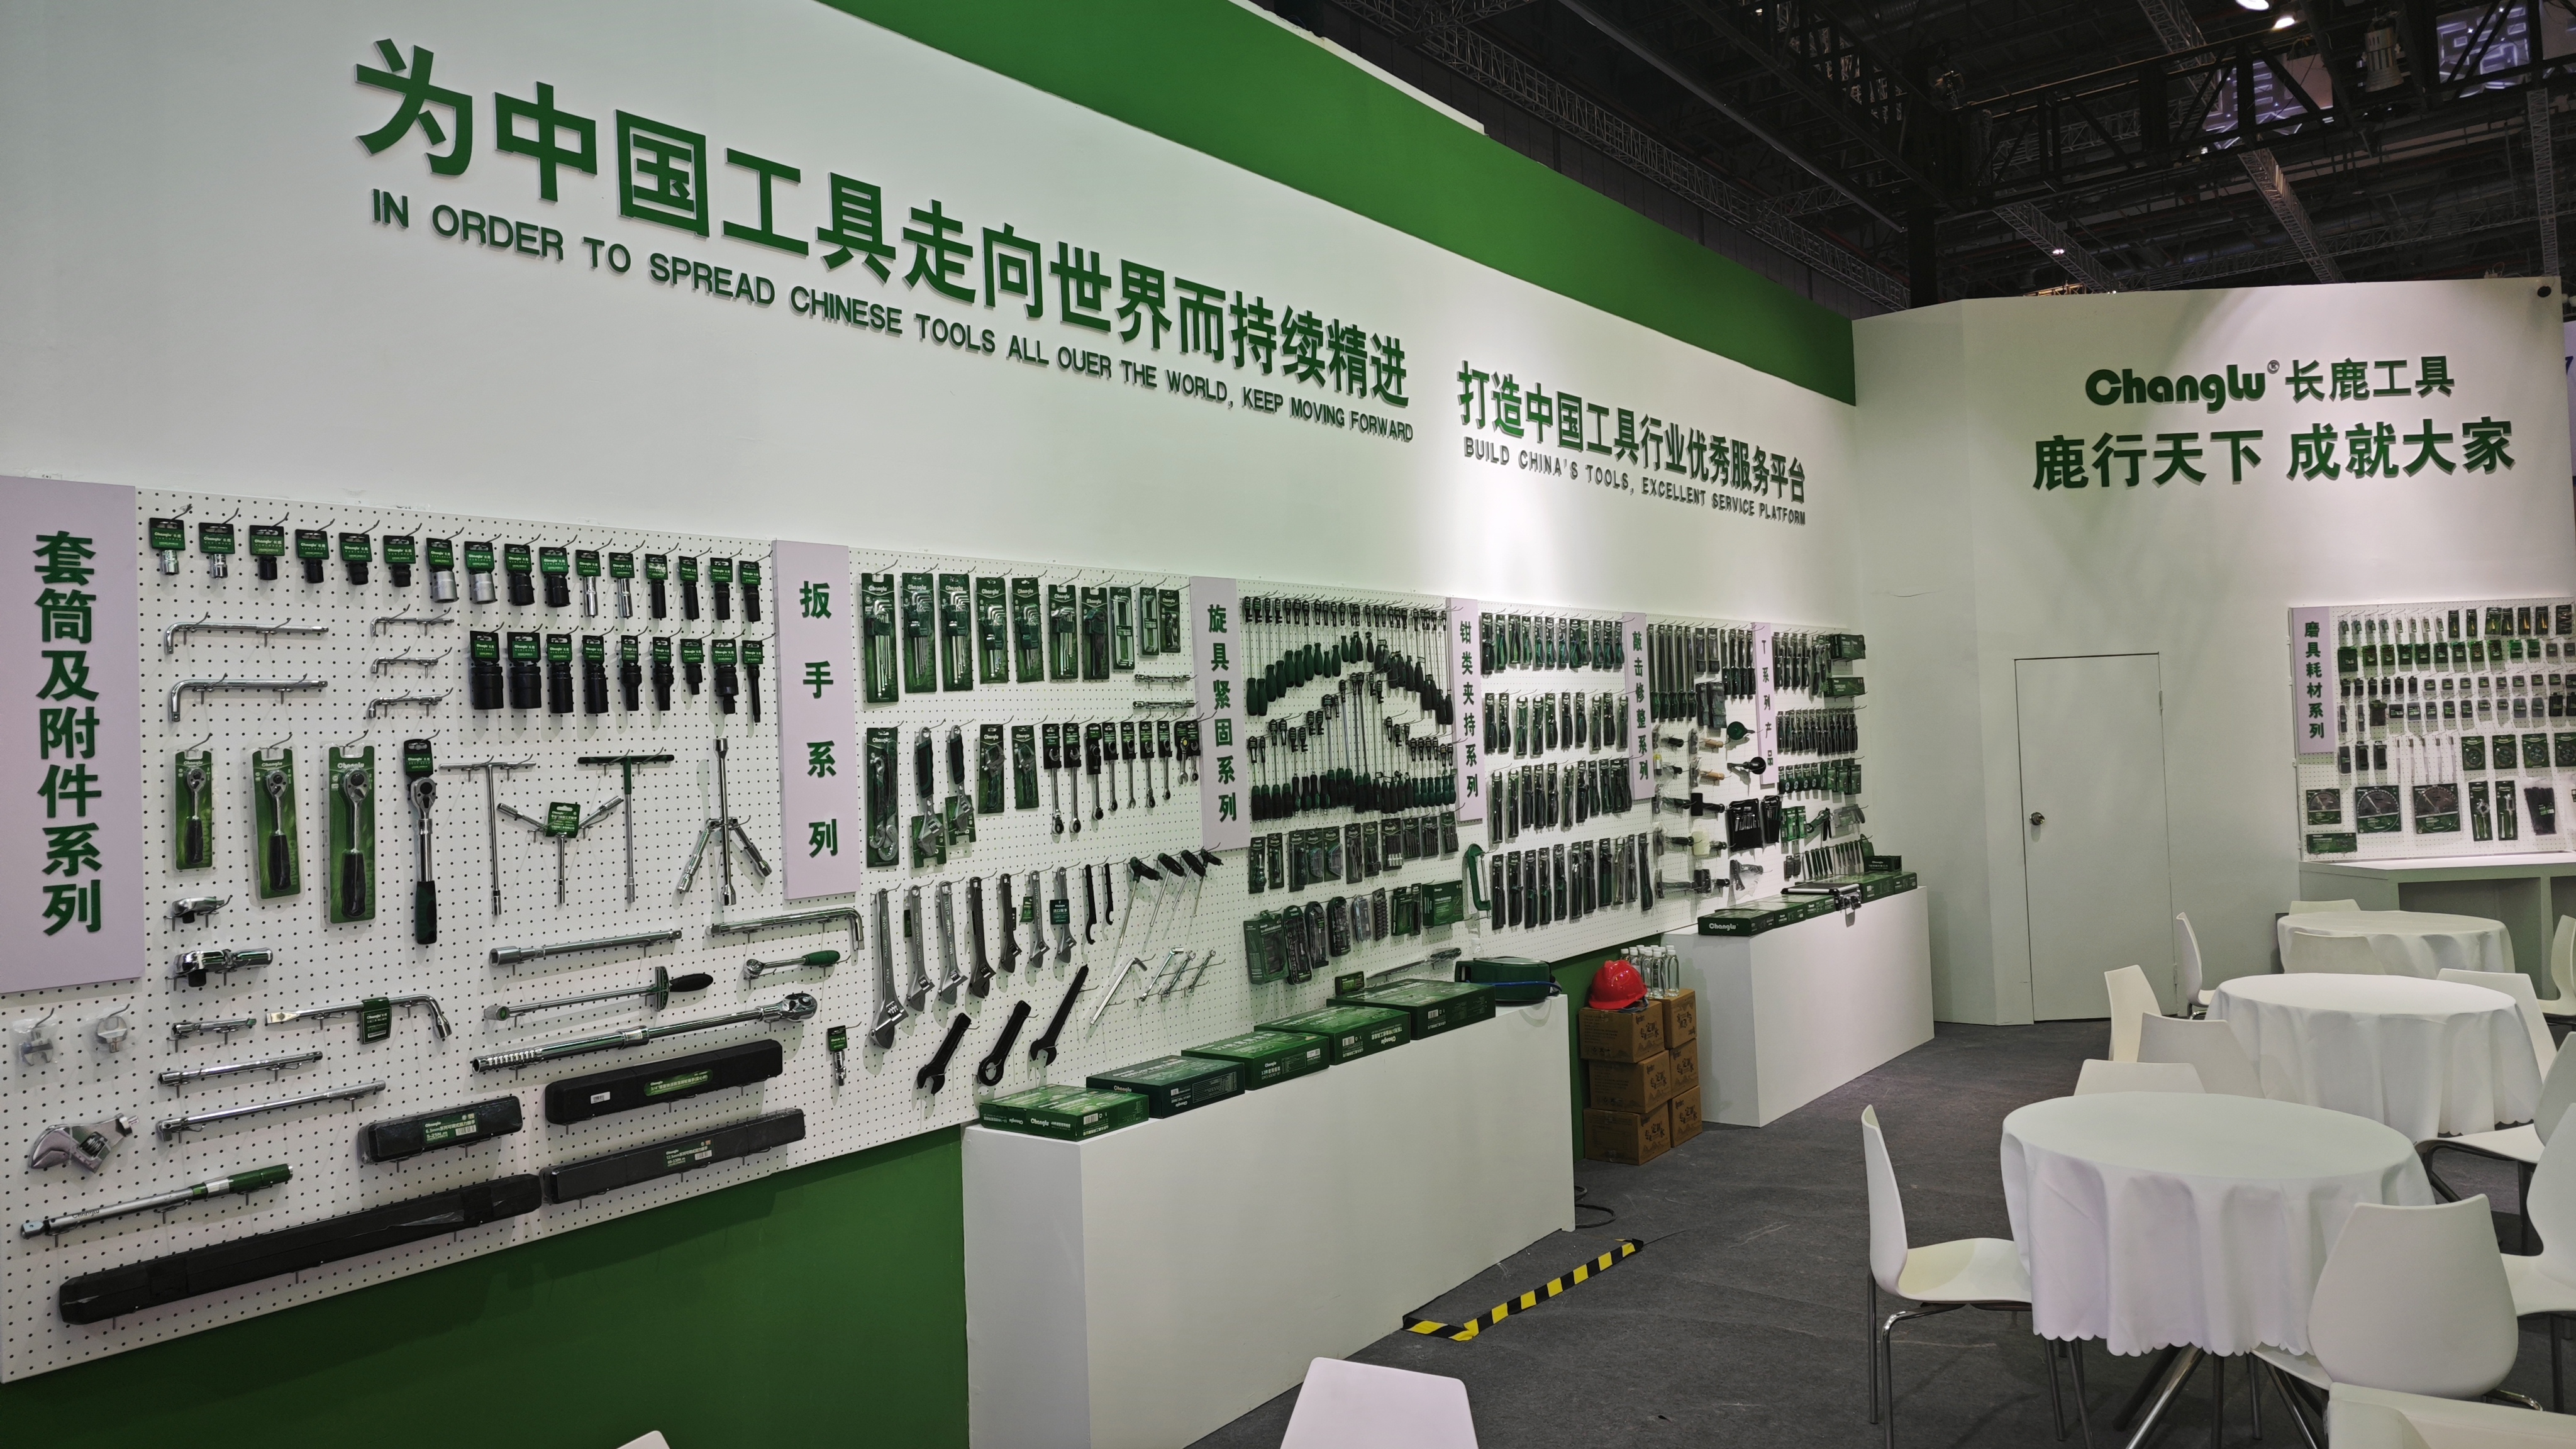 为中国工具走向世界而持续精进
IN ORDER TO SPREAD CHINESE TOOLS ALL OUER THE WORLD, KEEP MOVING FORWARD
打造中国工具行业优秀服务平台
BUILD CHINA'S TOOLS, EXCELLENT SERVICE PLATFORM
Changlu® 长鹿工具
鹿行天下 成就大家
套筒及附件系列
扳手系列
旋具紧固系列
钳类夹持系列
敲击修整系列
T系列产品
磨具耗材系列